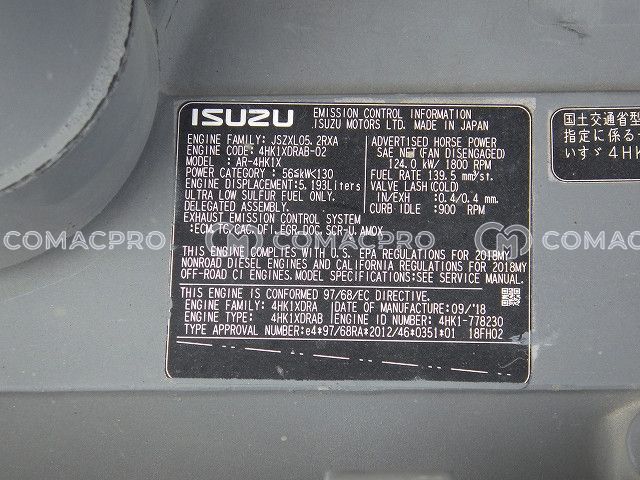 ISUZU
EMISSION CONTROL INFORMATION
ISUZU MOTORS LTD. MADE IN JAPAN
ENGINE FAMILY: JSZXL05.2RXA
ENGINE CODE: 4HK1XDRAB-02
MODEL: AR-4HK1X
POWER CATEGORY : 56≤kW<130
ENGINE DISPLACEMENT:5.193Liters
ULTRA LOW SULFUR FUEL ONLY.
DELEGATED ASSEMBLY.
EXHAUST EMISSION CONTROL SYSTEM
:ECM,TC,CAC,DFI,EGR,DOC,SCR-U,AMOX
ADVERTISED HORSE POWER
SAE NET(FAN DISENGAGED)
124.0 kW/ 1800 RPM
FUEL RATE 139.5 mm³/st.
VALVE LASH(COLD)
IN/EXH :0.4/0.4 mm
CURB IDLE :900 RPM
THIS ENGINE COMPLIES WITH U.S. EPA REGULATIONS FOR 2018MY
NONROAD DIESEL ENGINES AND CALIFORNIA REGULATIONS FOR 2018MY
OFF-ROAD CI ENGINES. MODEL SPECIFICATIONS:SEE SERVICE MANUAL.
THIS ENGINE IS CONFORMED 97/68/EC DIRECTIVE.
ENGINE FAMILY: 4HK1XDRA DATE OF MANUFACTURE:09/'18
ENGINE TYPE: 4HK1XDRAB ENGINE ID NUMBER: 4HK1-778230
TYPE APPROVAL NUMBER:e4*97/68RA*2012/46*0351*01 18FH02
国土交通省型
指定に係る
いすゞ4HK
COMACPRO
COMACPRO
COMACPRO